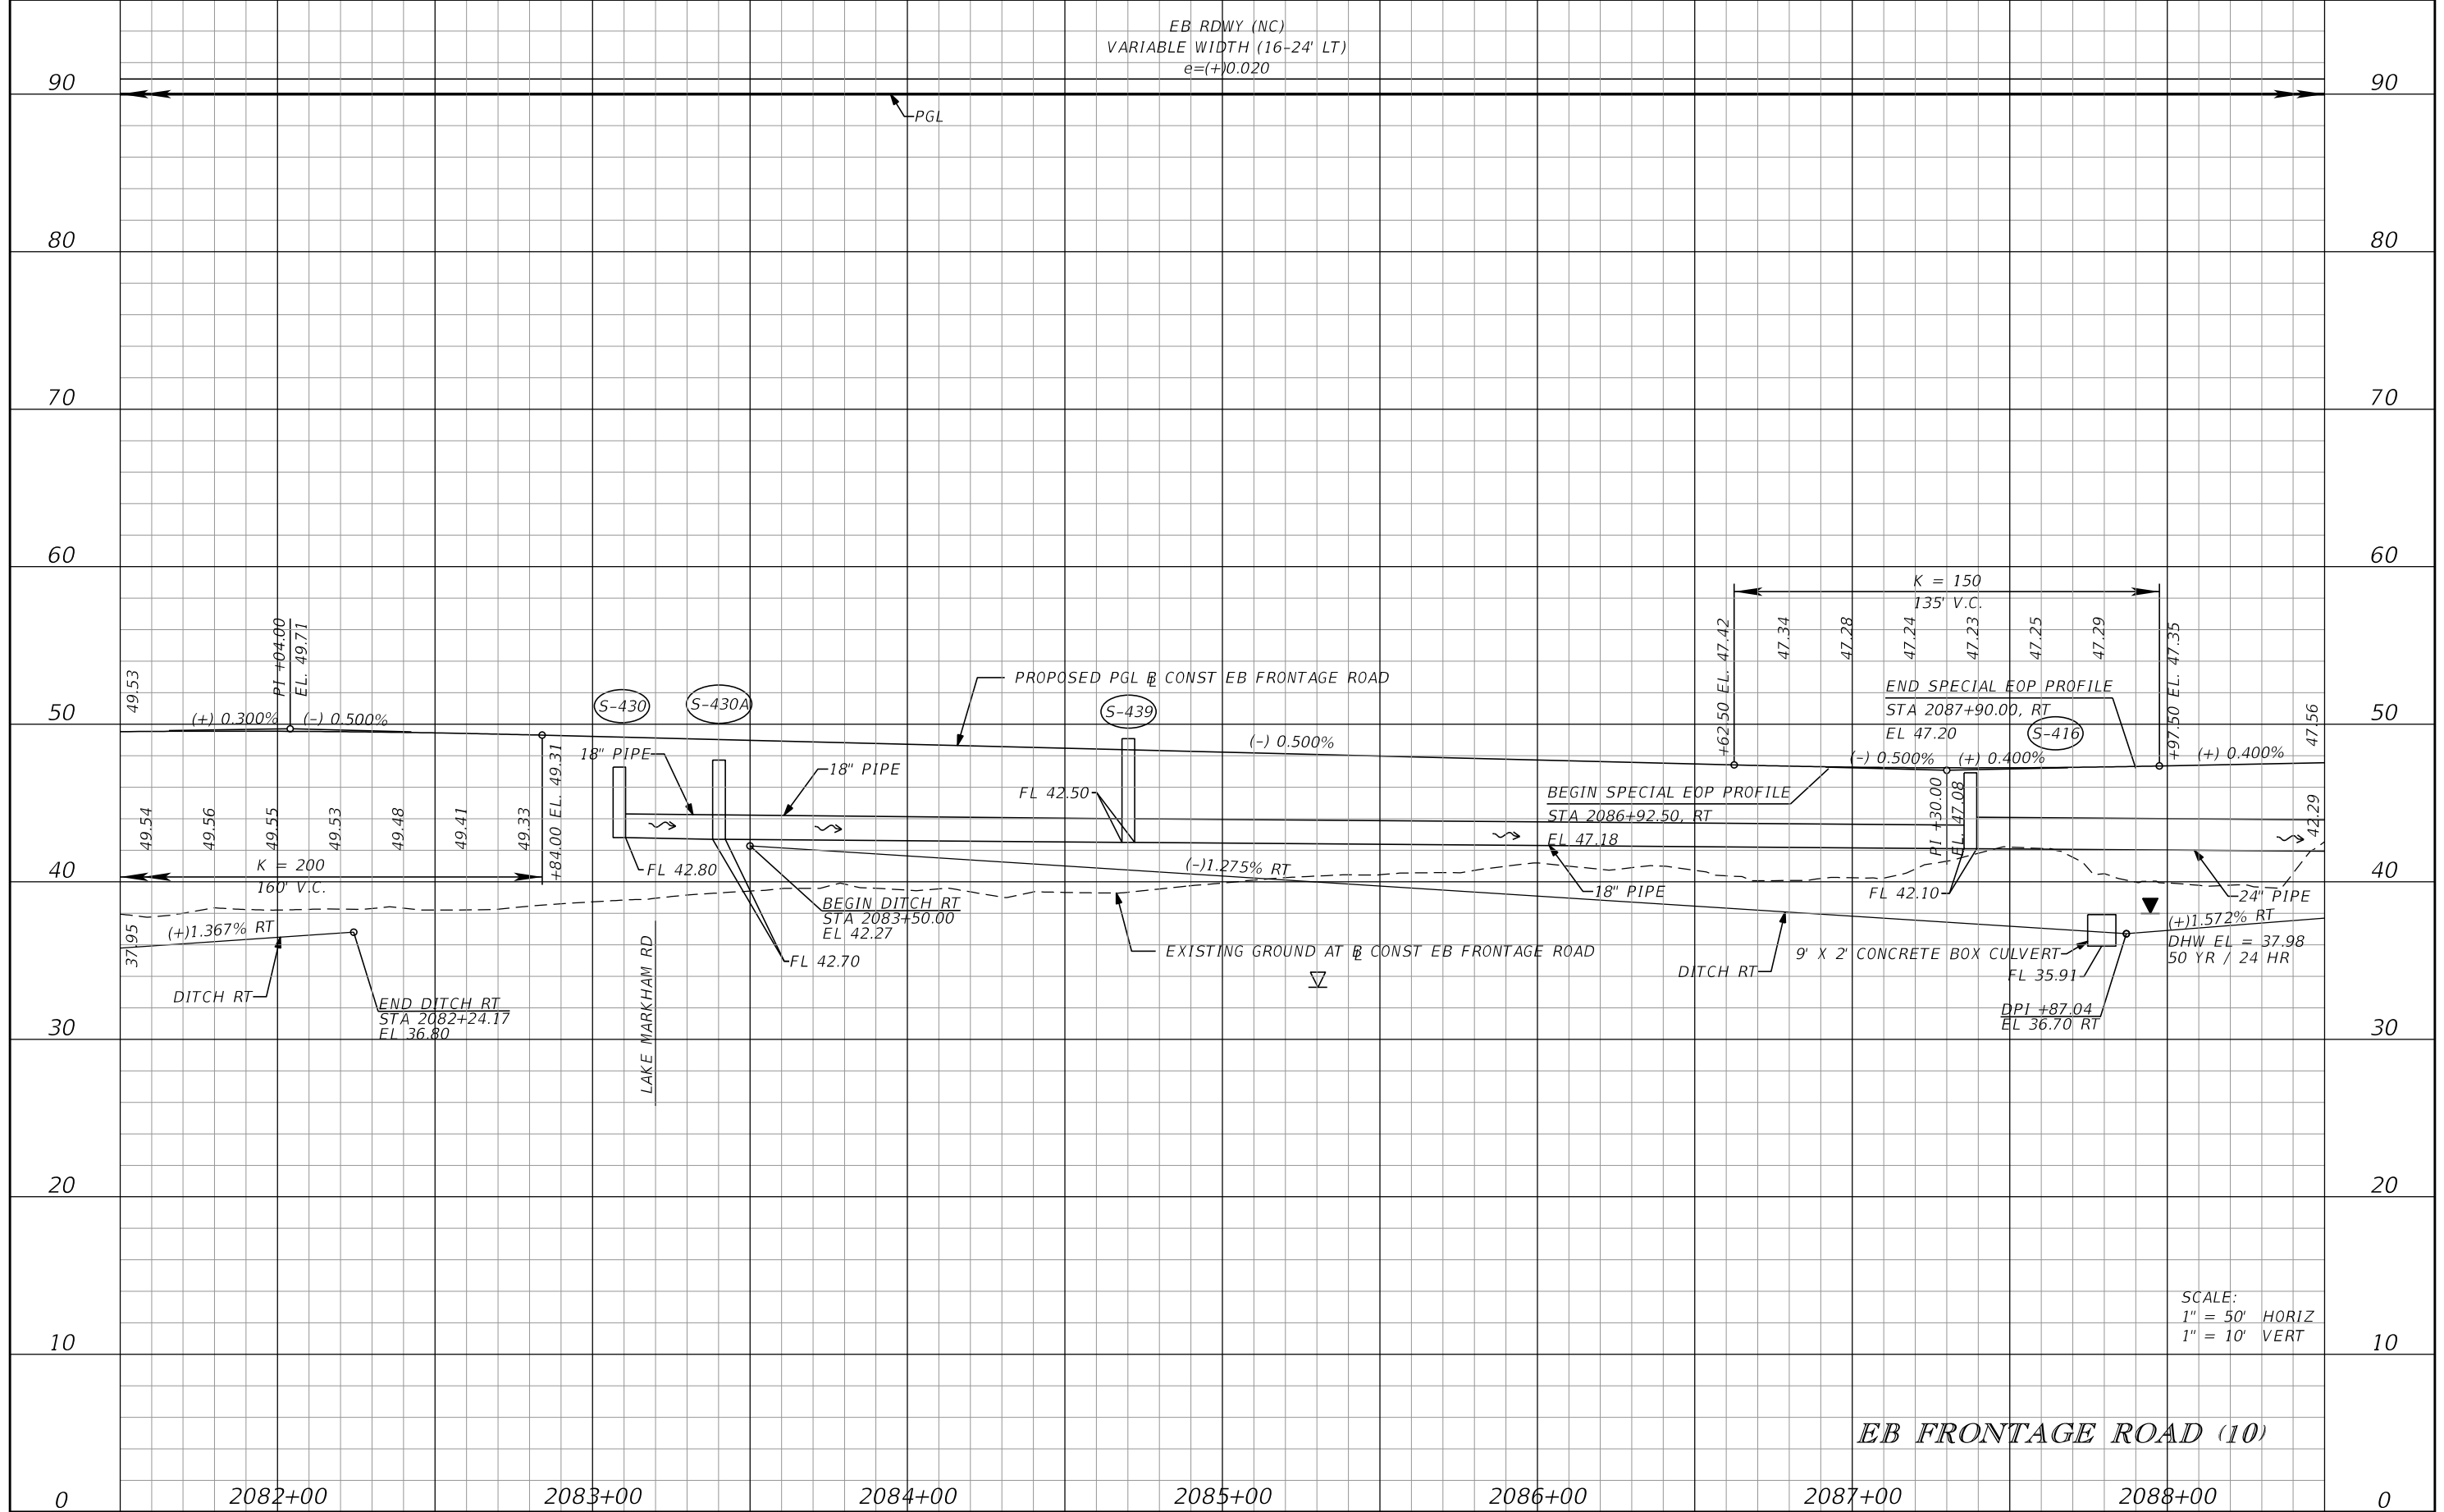 EB RDWY (NC)
VARIABLE WIDTH (16-24' LT)
e=(+)0.020
90
90
PGL
80
80
70
70
60
60
K = 150
135' V.C.
PI +04.00
EL. 49.71
+62.50 EL. 47.42
47.34
47.28
47.24
47.23
47.25
47.29
+97.50 EL. 47.35
49.53
PROPOSED PGL BL CONST EB FRONTAGE ROAD
END SPECIAL EOP PROFILE
STA 2087+90.00, RT
EL 47.20
S-430
S-430A
S-439
S-416
50
50
(+) 0.300%
(-) 0.500%
(-) 0.500%
(-) 0.500%
(+) 0.400%
(+) 0.400%
47.56
18" PIPE
18" PIPE
FL 42.50
BEGIN SPECIAL EOP PROFILE
STA 2086+92.50, RT
EL 47.18
PI +30.00
EL. 47.08
49.54
49.56
49.55
49.53
49.48
49.41
49.33
+84.00 EL. 49.31
42.29
K = 200
160' V.C.
40
40
FL 42.80
(-)1.275% RT
18" PIPE
FL 42.10
24" PIPE
BEGIN DITCH RT
STA 2083+50.00
EL 42.27
37.95
(+)1.367% RT
(+)1.572% RT
DHW EL = 37.98
50 YR / 24 HR
FL 42.70
EXISTING GROUND AT BL CONST EB FRONTAGE ROAD
9' X 2' CONCRETE BOX CULVERT
DITCH RT
FL 35.91
DITCH RT
END DITCH RT
STA 2082+24.17
EL 36.80
LAKE MARKHAM RD
DPI +87.04
EL 36.70 RT
30
30
20
20
SCALE:
1" = 50' HORIZ
1" = 10' VERT
10
10
EB FRONTAGE ROAD (10)
0
2082+00
2083+00
2084+00
2085+00
2086+00
2087+00
2088+00
0